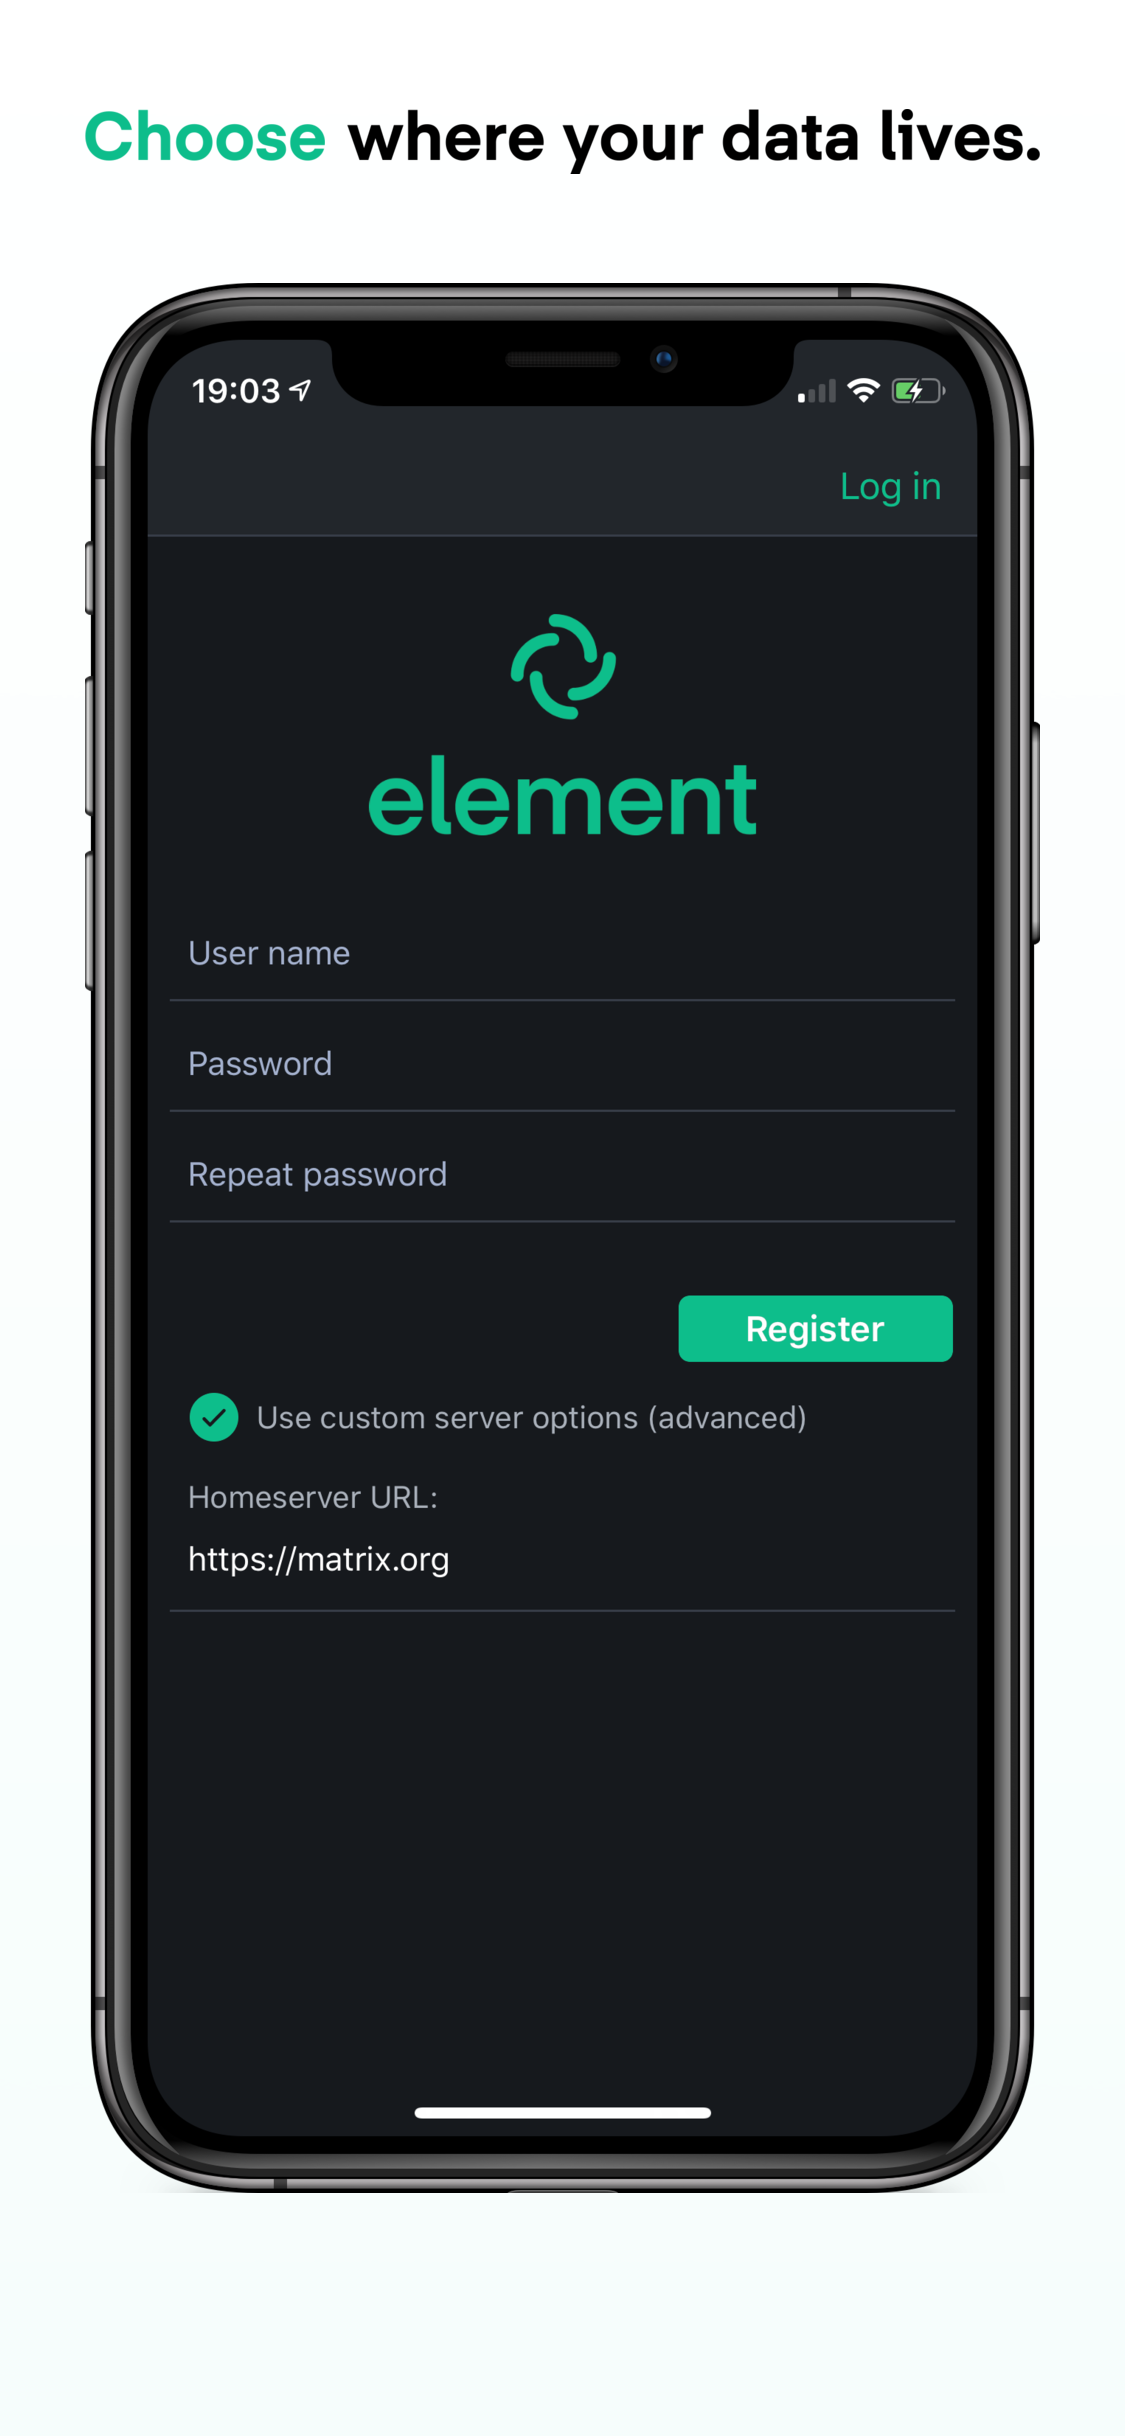 Choose where your data lives.
19:03
Log in
element
User name
Password
Repeat password
Register
Use custom server options (advanced)
Homeserver URL:
https://matrix.org